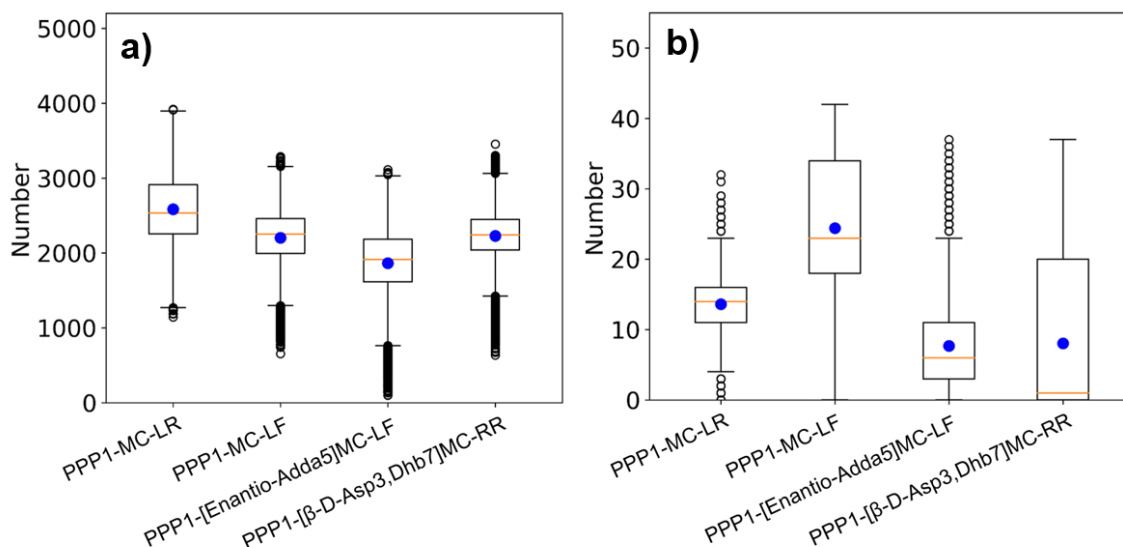 a)
Number
5000
4000
3000
2000
1000
0
PPP1-MC-LR
PPP1-MC-LF
PPP1-[Enantio-Adda5]MC-LF
PPP1-[β-D-Asp3,Dhb7]MC-RR
b)
Number
50
40
30
20
10
0
PPP1-MC-LR
PPP1-MC-LF
PPP1-[Enantio-Adda5]MC-LF
PPP1-[β-D-Asp3,Dhb7]MC-RR